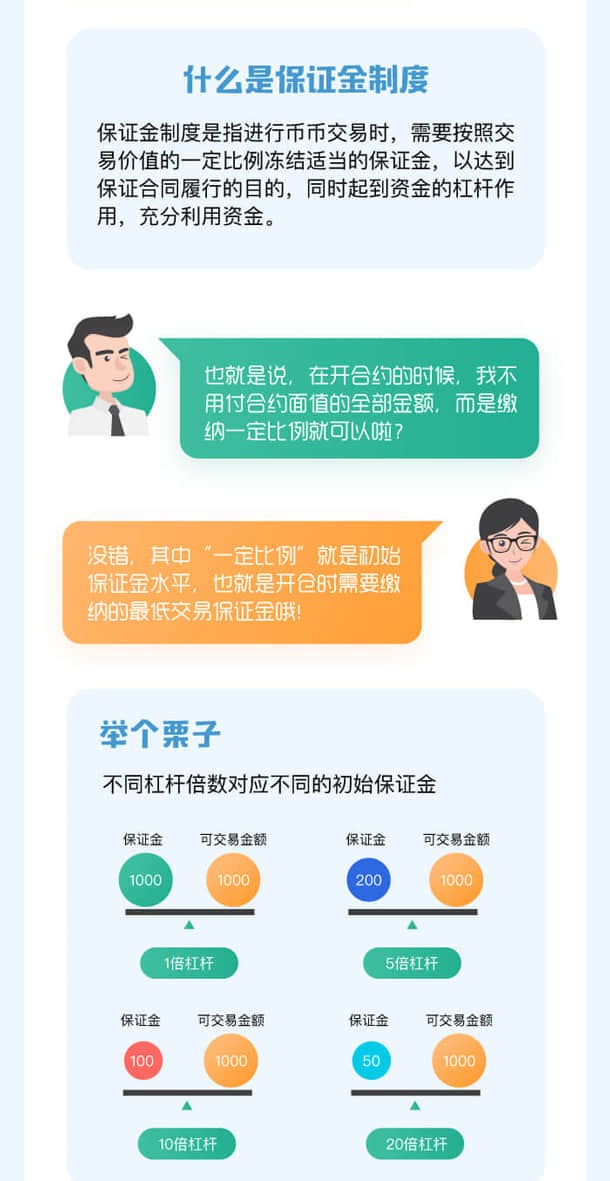 什么是保证金制度
保证金制度是指进行币币交易时，需要按照交
易价值的一定比例冻结适当的保证金，以达到
保证合同履行的目的，同时起到资金的杠杆作
用，充分利用资金。
也就是说，在开合约的时候，我不
用付合约面值的全部金额，而是缴
纳一定比例就可以啦？
没错，其中“一定比例”就是初始
保证金水平，也就是开仓时需要缴
纳的最低交易保证金哦!
举个栗子
不同杠杆倍数对应不同的初始保证金
保证金 可交易金额 保证金 可交易金额
1000 1000 200 1000
1倍杠杆 5倍杠杆
保证金 可交易金额 保证金 可交易金额
100 1000 50 1000
10倍杠杆 20倍杠杆